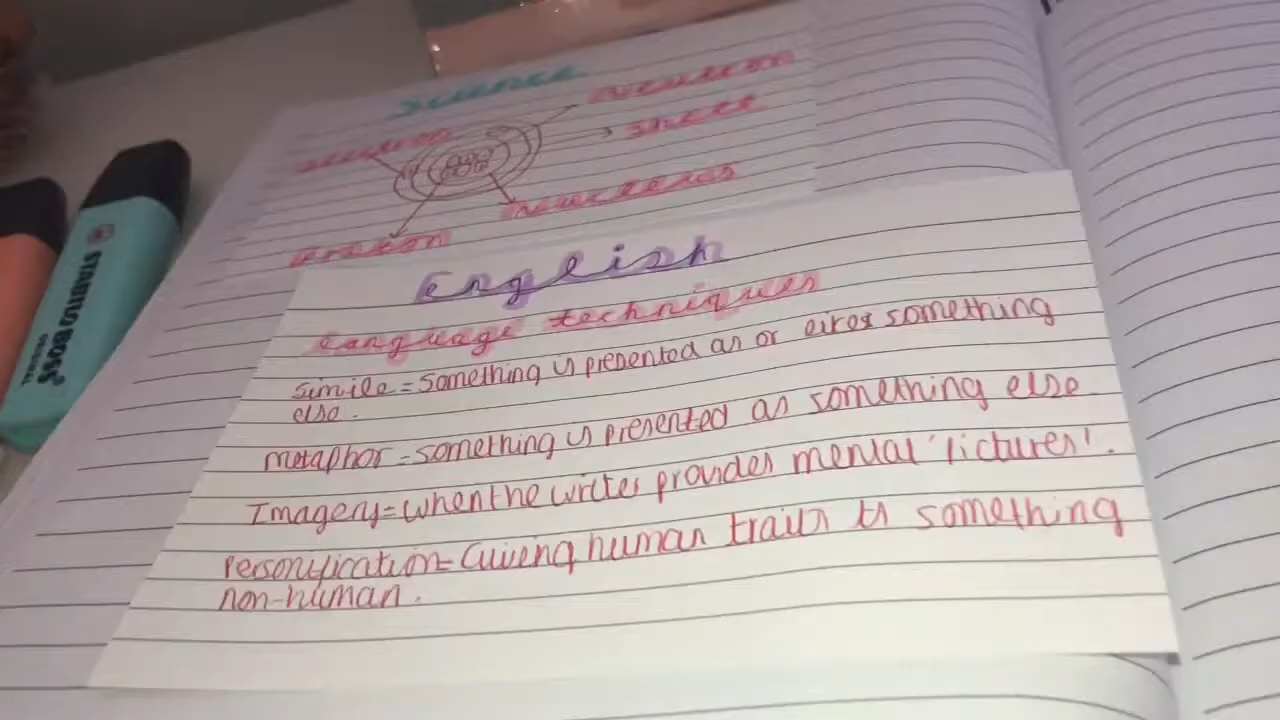 Science
Neutron
Shell
electron
nucleus
proton
English
Language techniques
Simile = Something is presented as or likes something
else.
metaphor = something is presented as something else
Imagery = when the writer provides mental 'Pictures'.
Personification = Giving human traits to something
non-human.
STABILO BOSS
ORIGINAL